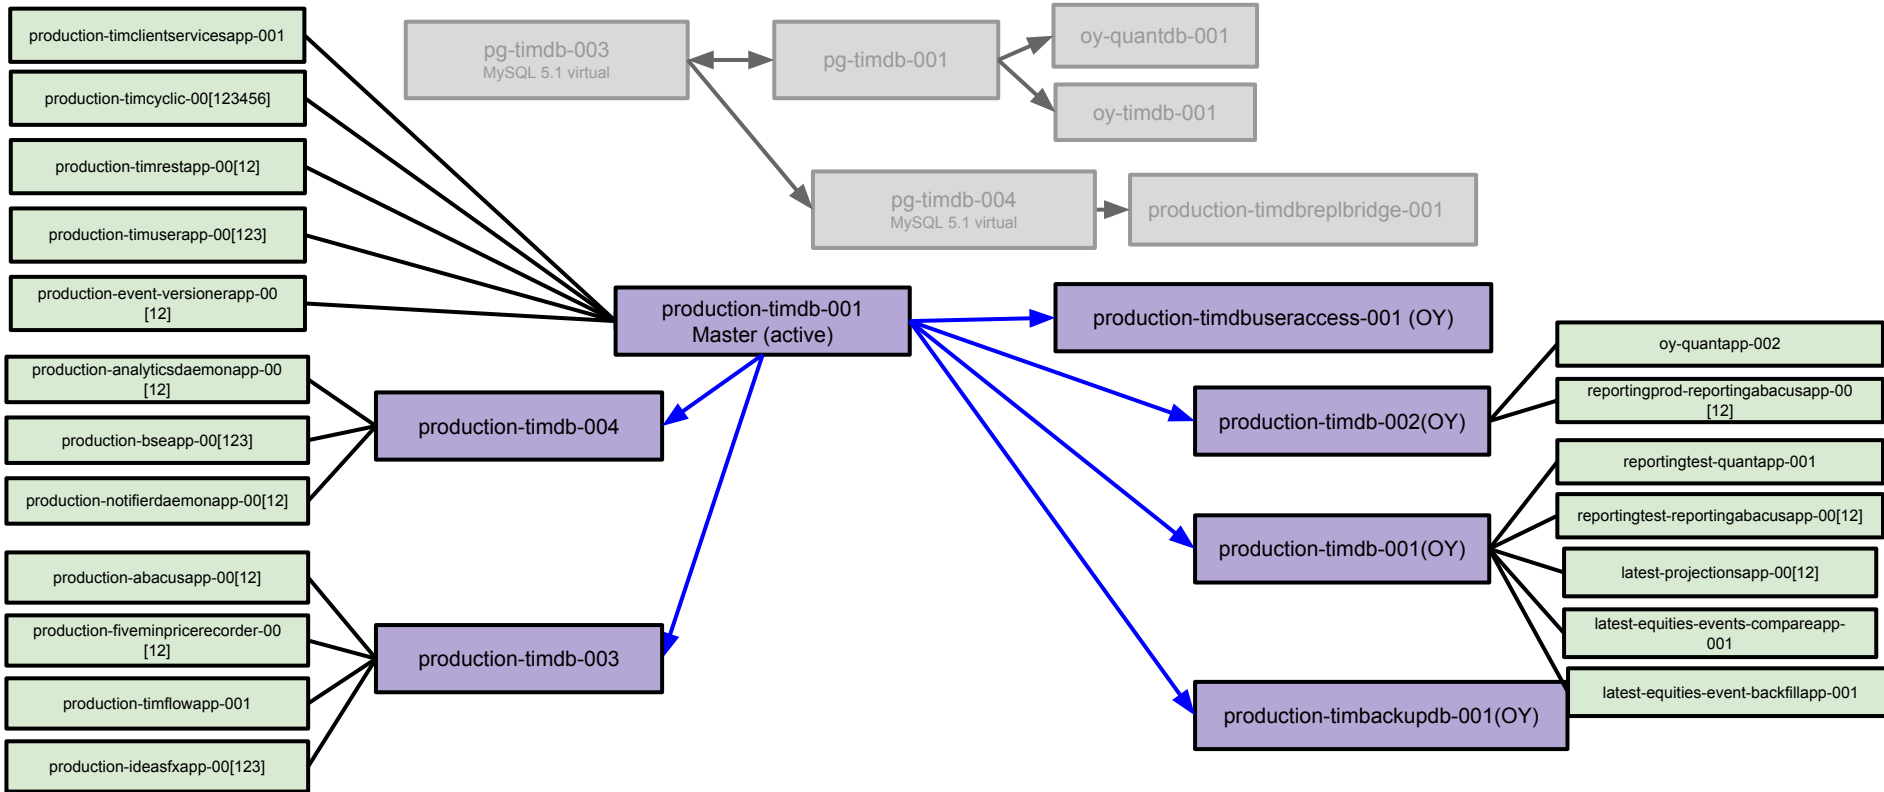 production-timclientservicesapp-001
production-timcyclic-00[123456]
production-timrestapp-00[12]
production-timuserapp-00[123]
production-event-versionerapp-00
[12]
production-analyticsdaemonapp-00
[12]
production-bseapp-00[123]
production-notifierdaemonapp-00[12]
production-abacusapp-00[12]
production-fiveminpricerecorder-00
[12]
production-timflowapp-001
production-ideasfxapp-00[123]
pg-timdb-003
MySQL 5.1 virtual
pg-timdb-001
oy-quantdb-001
oy-timdb-001
pg-timdb-004
MySQL 5.1 virtual
production-timdbreplbridge-001
production-timdb-001
Master (active)
production-timdb-004
production-timdb-003
production-timdbuseraccess-001 (OY)
production-timdb-002(OY)
production-timdb-001(OY)
production-timbackupdb-001(OY)
oy-quantapp-002
reportingprod-reportingabacusapp-00
[12]
reportingtest-quantapp-001
reportingtest-reportingabacusapp-00[12]
latest-projectionsapp-00[12]
latest-equities-events-compareapp-
001
latest-equities-event-backfillapp-001